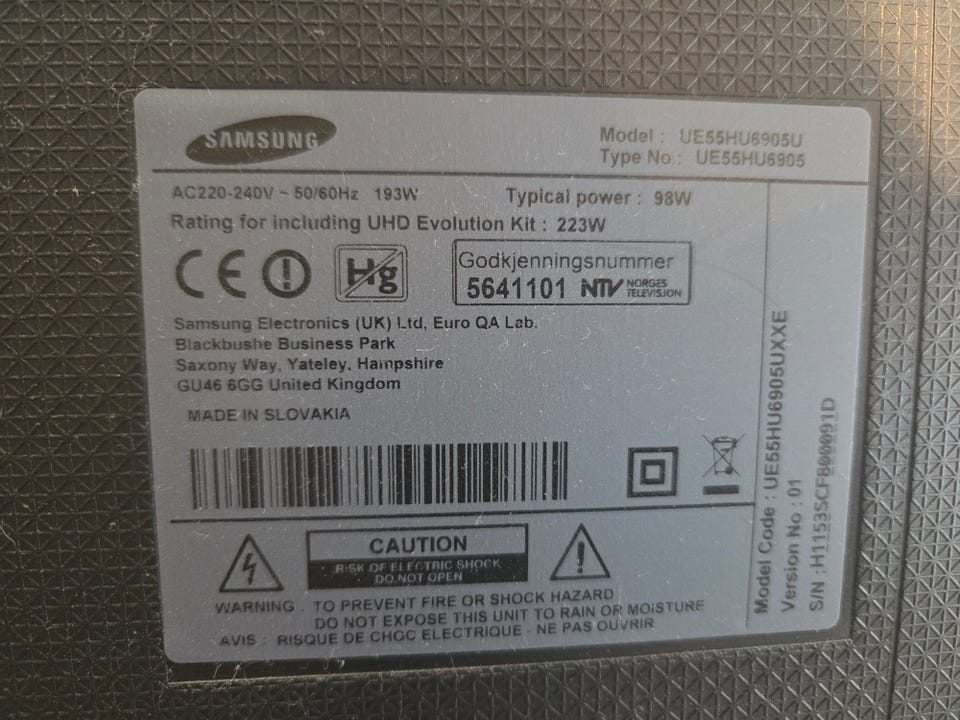 SAMSUNG
Model : UE55HU6905U
Type No.: UE55HU6905
AC220-240V ~ 50/60Hz 193W Typical power : 98W
Rating for including UHD Evolution Kit : 223W
CE Hg
Godkjenningsnummer
5641101 NTV NORGES TELEVISJON
Samsung Electronics (UK) Ltd, Euro QA Lab.
Blackbushe Business Park
Saxony Way, Yateley, Hampshire
GU46 6GG United Kingdom
MADE IN SLOVAKIA
CAUTION
RISK OF ELECTRIC SHOCK
DO NOT OPEN
WARNING : TO PREVENT FIRE OR SHOCK HAZARD
DO NOT EXPOSE THIS UNIT TO RAIN OR MOISTURE
AVIS : RISQUE DE CHOC ELECTRIQUE - NE PAS OUVRIR
Model Code : UE55HU6905UXXE
Version No : 01
S/N : H1153SCF800091D